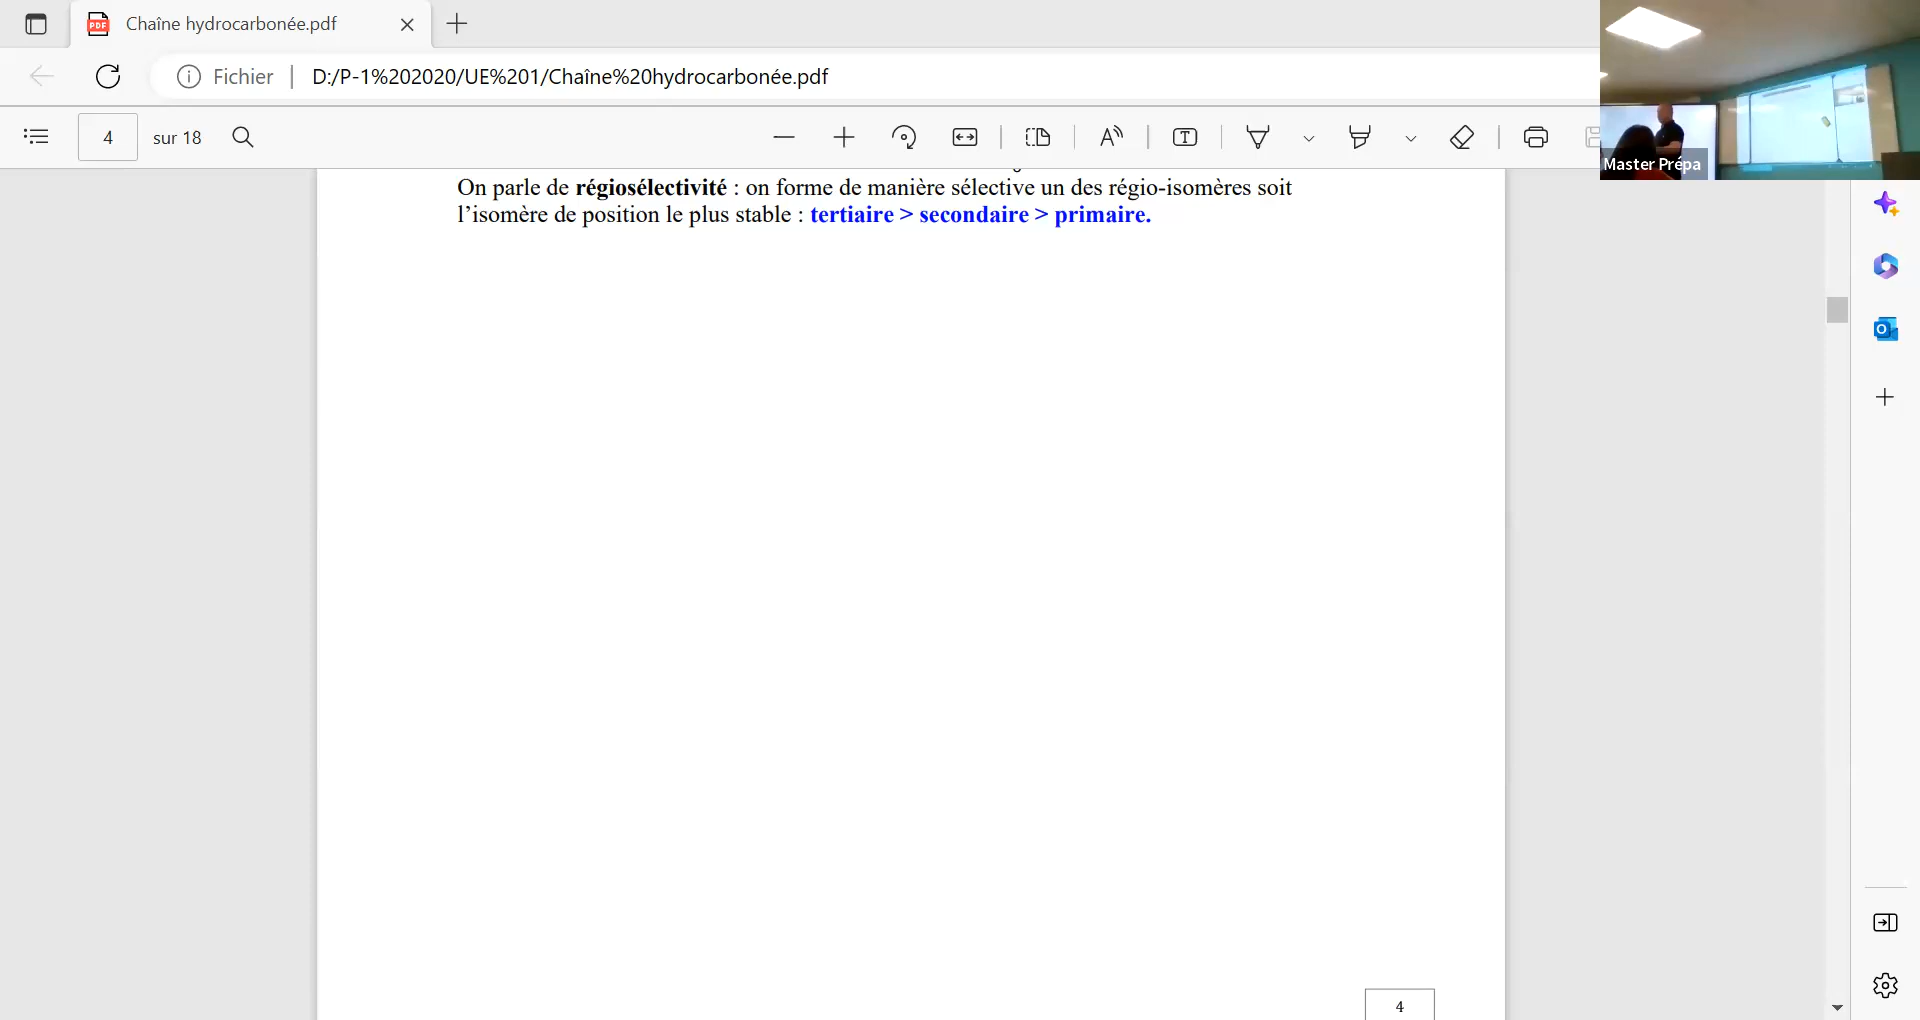 Chaîne hydrocarbonée.pdf
Fichier
D:/P-1%202020/UE%201/Chaîne%20hydrocarbonée.pdf
4 sur 18
Master Prépa
On parle de régiosélectivité : on forme de manière sélective un des régio-isomères soit
l’isomère de position le plus stable : tertiaire > secondaire > primaire.
4